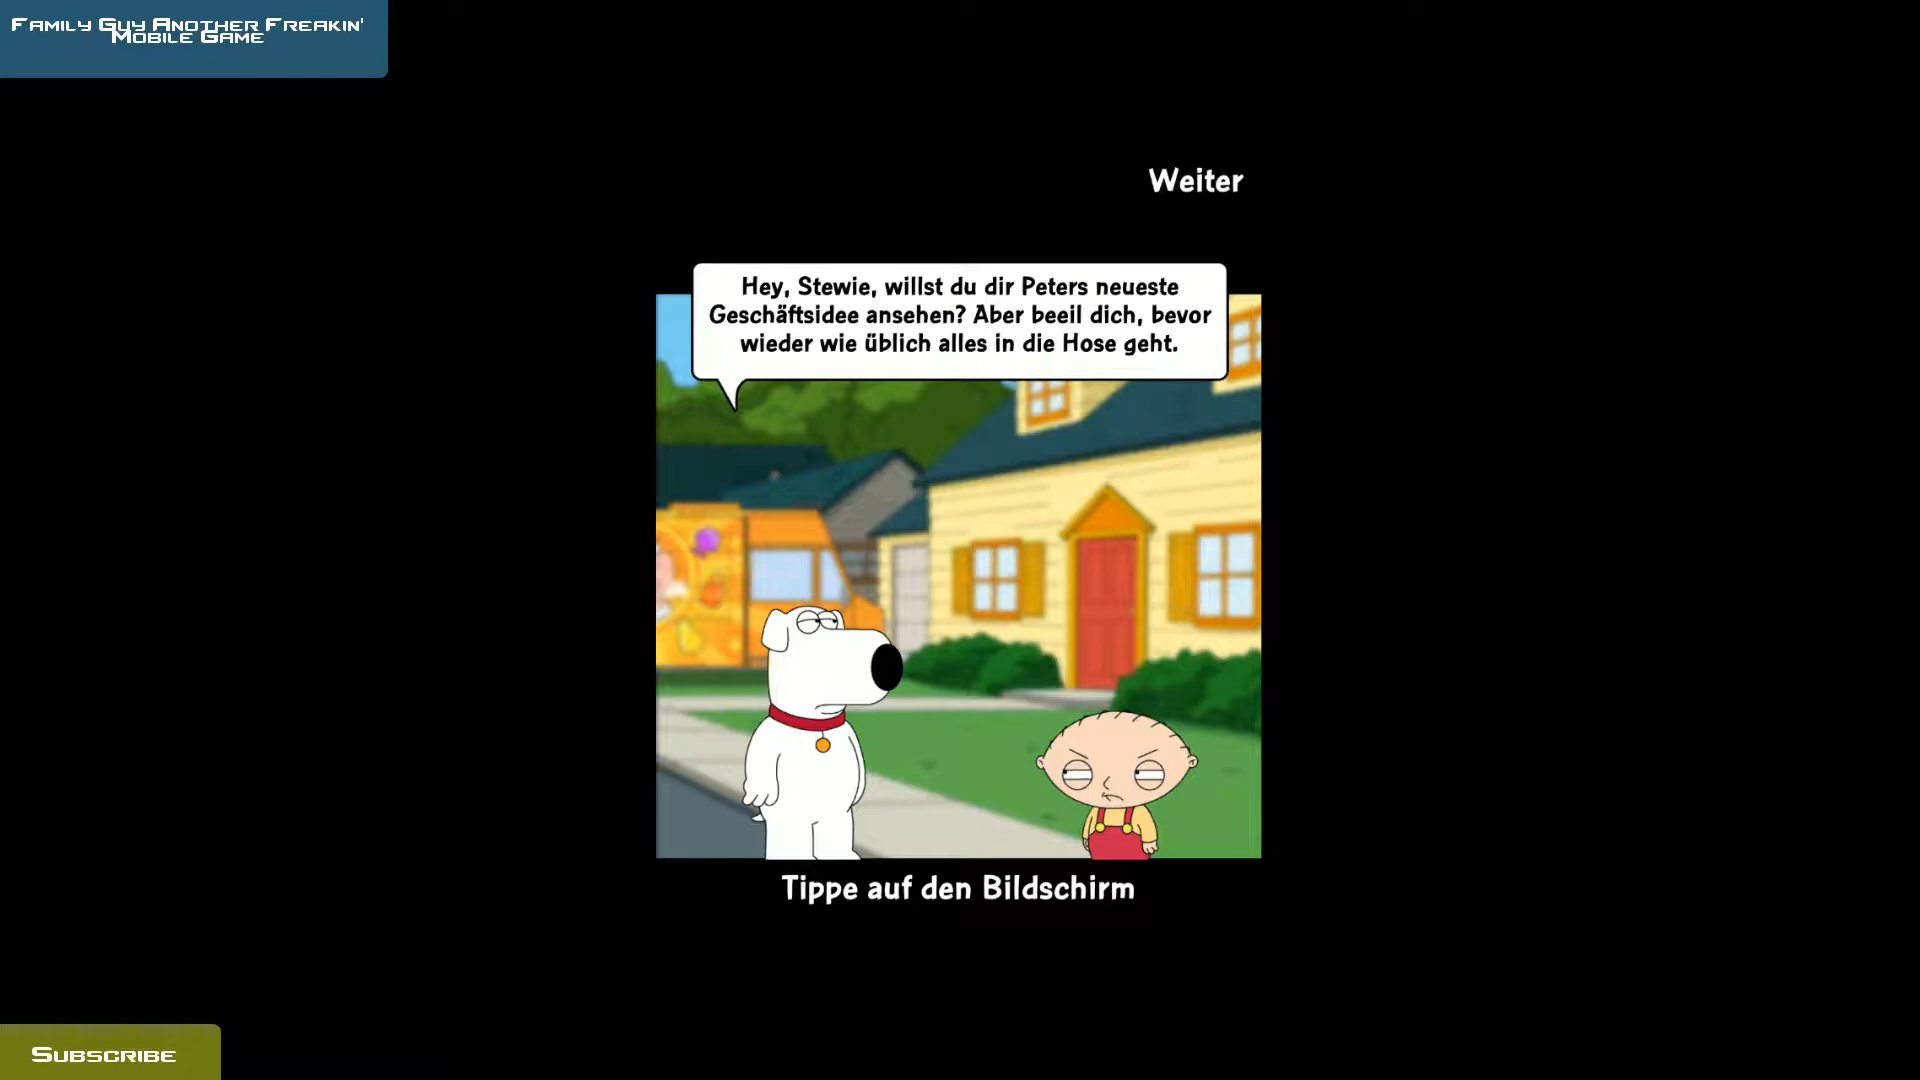 Family Guy Another Freakin'
Mobile Game
Weiter
Hey, Stewie, willst du dir Peters neueste
Geschäftsidee ansehen? Aber beeil dich, bevor
wieder wie üblich alles in die Hose geht.
Tippe auf den Bildschirm
Subscribe